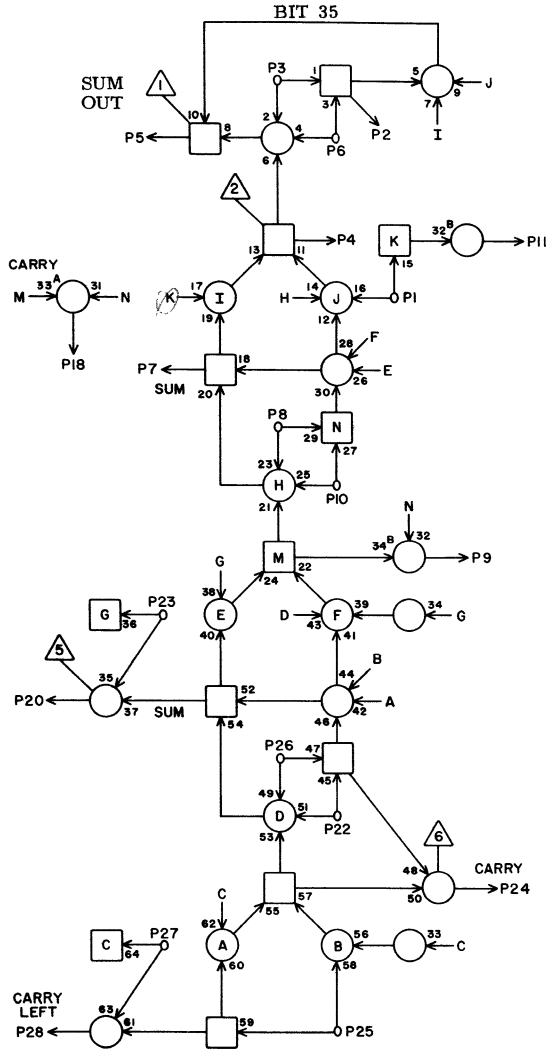 BIT 35
P3 1 5 J
SUM OUT
1 10 8 2 4 3 7 9
P5 6 P6 P2 I
2
13 11 P4 K 32 B P11
15
CARRY
M 33 A 31 N
K 17 I H 14 J 16 P1
19 12
P18
28 F
P7 18 E
SUM 20 30 26
P8 N
29 27
23 H 25
21 P10
N
M 34 B 32 P9
24 22
G
38 E D F 39 34 G
40 43 41
P23
G 36
5
35
P20 37 SUM 52 54
44 B
A
46 42
P26 47
45
49 D 51
53 P22
6
48 CARRY
50 P24
55 57
C
62 A B 56 33 C
60 58
P27
C 64
CARRY LEFT
63
P28 61 59 P25